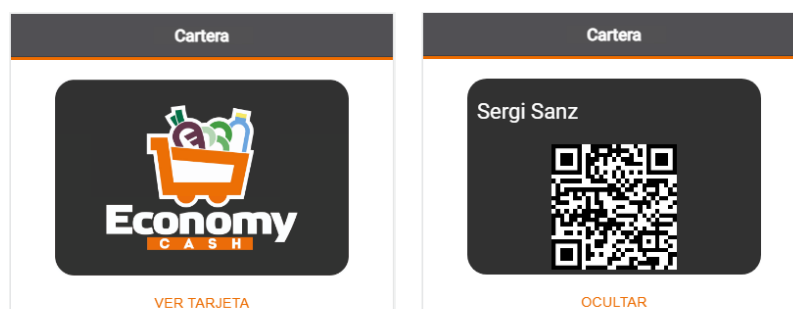 Cartera
Economy
CASH
VER TARJETA
Cartera
Sergi Sanz
OCULTAR